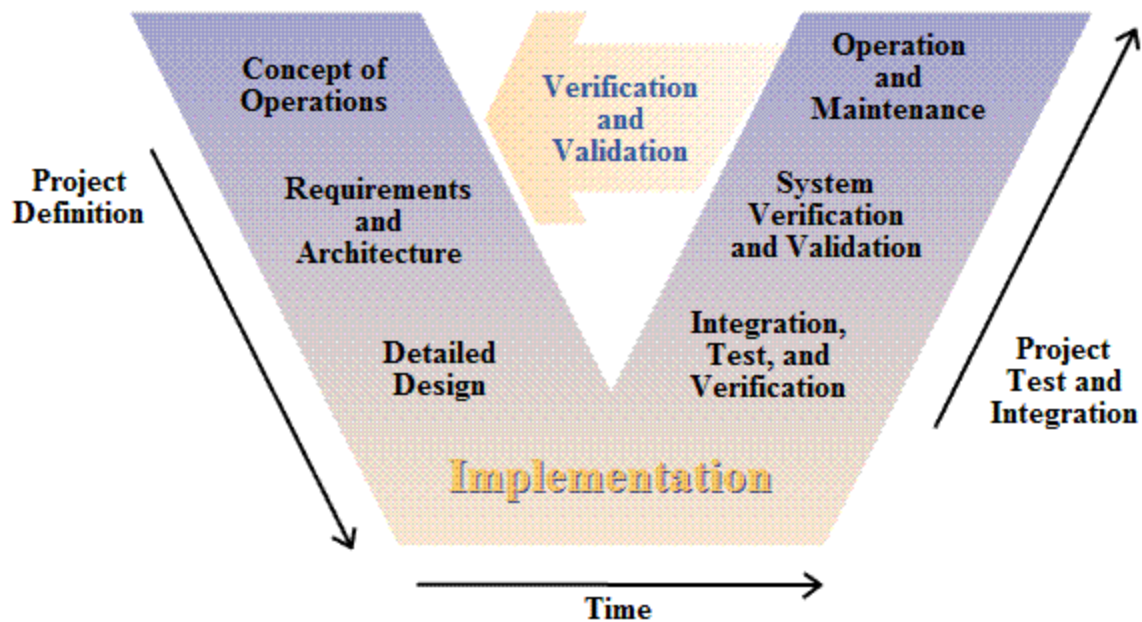 Concept of
Operations
Verification
and
Validation
Operation
and
Maintenance
Project
Definition
Requirements
and
Architecture
System
Verification
and Validation
Detailed
Design
Integration,
Test, and
Verification
Project
Test and
Integration
Implementation
Time